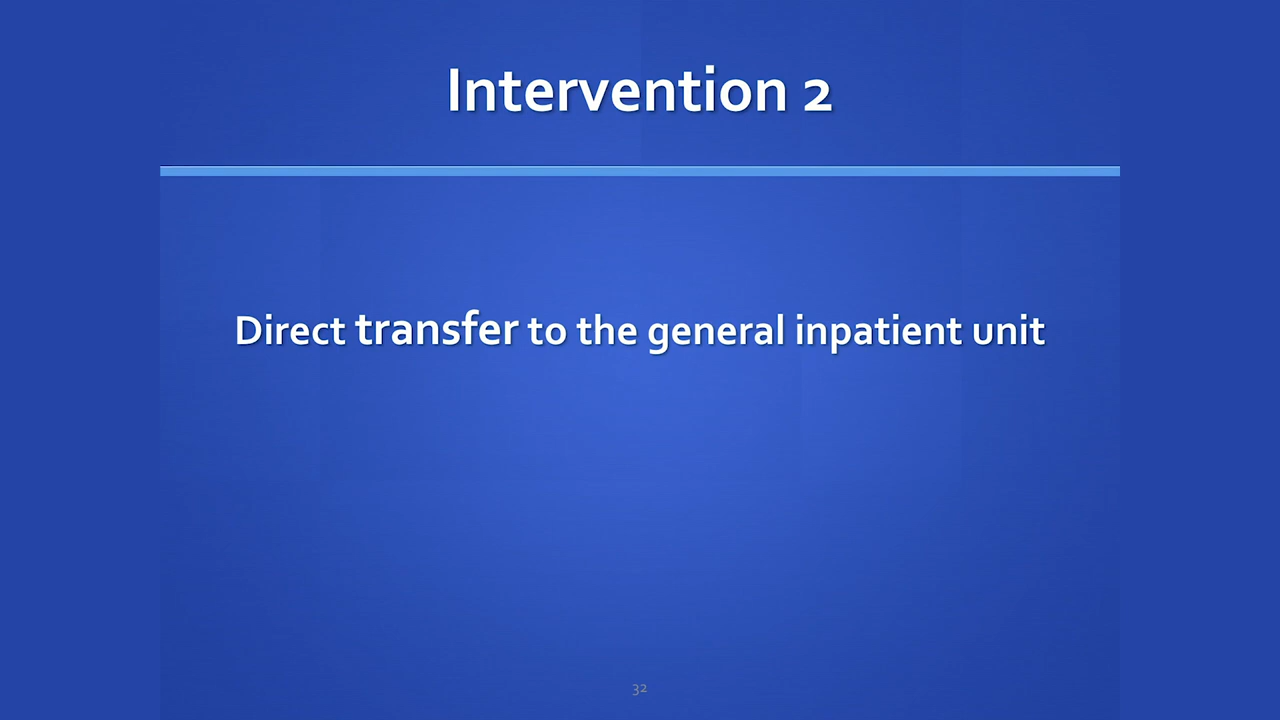 Intervention 2
Direct transfer to the general inpatient unit
32